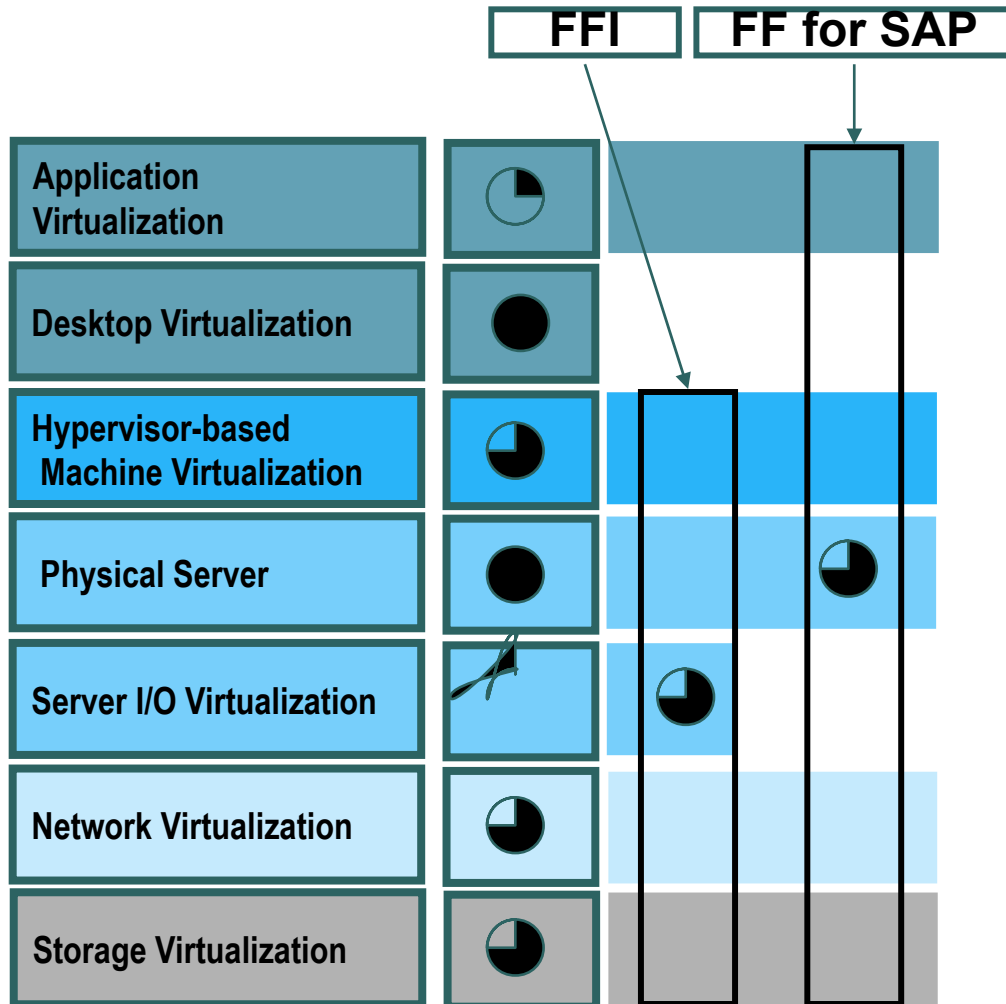 FFI
FF for SAP
Application
Virtualization
Desktop Virtualization
Hypervisor-based
Machine Virtualization
Physical Server
Server I/O Virtualization
Network Virtualization
Storage Virtualization